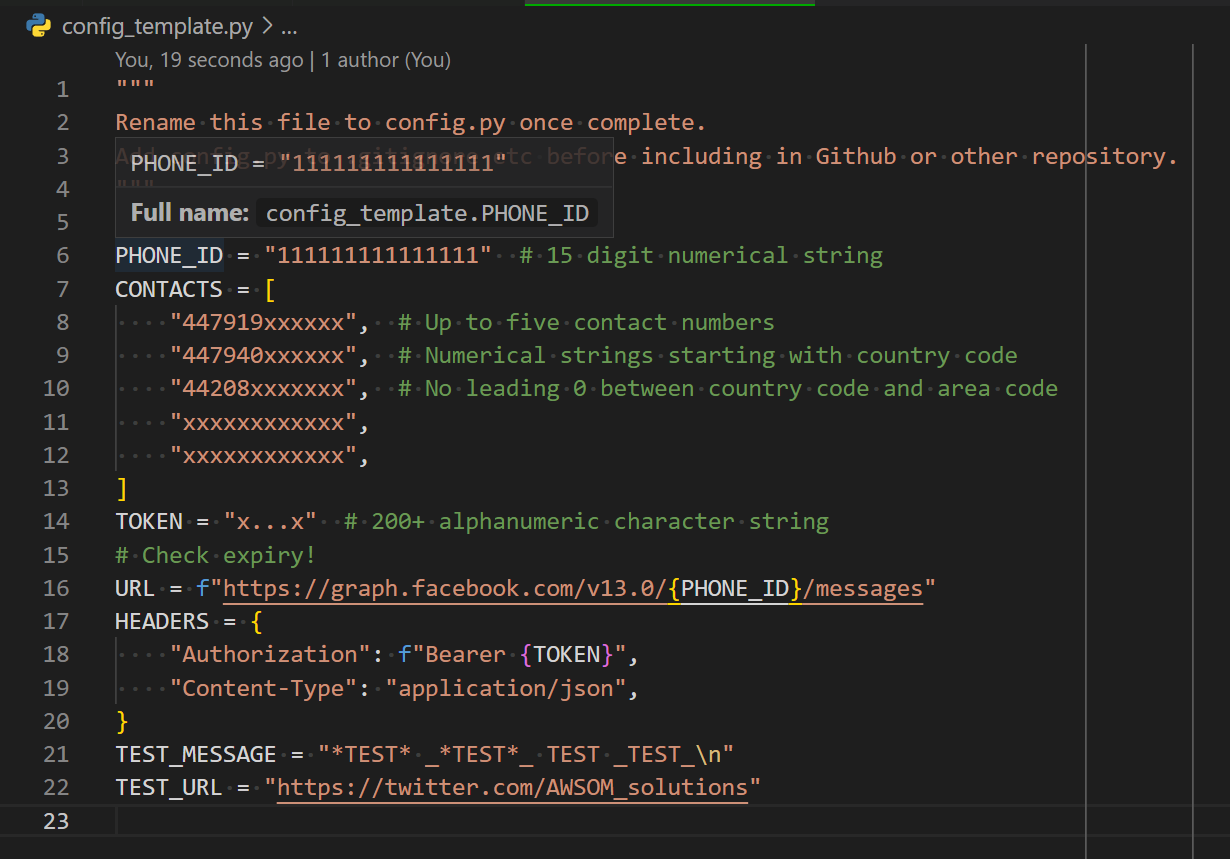 config_template.py > ...
You, 19 seconds ago | 1 author (You)
1 """
2 Rename this file to config.py once complete.
3 Add config.py to .gitignore etc before including in Github or other repository.
PHONE_ID = "111111111111111"
4 """
Full name: config_template.PHONE_ID
5
6 PHONE_ID = "111111111111111"  # 15 digit numerical string
7 CONTACTS = [
8     "447919xxxxxx",  # Up to five contact numbers
9     "447940xxxxxx",  # Numerical strings starting with country code
10     "44208xxxxxxx",  # No leading 0 between country code and area code
11     "xxxxxxxxxxxx",
12     "xxxxxxxxxxxx",
13 ]
14 TOKEN = "x...x"  # 200+ alphanumeric character string
15 # Check expiry!
16 URL = f"https://graph.facebook.com/v13.0/{PHONE_ID}/messages"
17 HEADERS = {
18     "Authorization": f"Bearer {TOKEN}",
19     "Content-Type": "application/json",
20 }
21 TEST_MESSAGE = "*TEST* _*TEST*_ TEST _TEST_\n"
22 TEST_URL = "https://twitter.com/AWSOM_solutions"
23